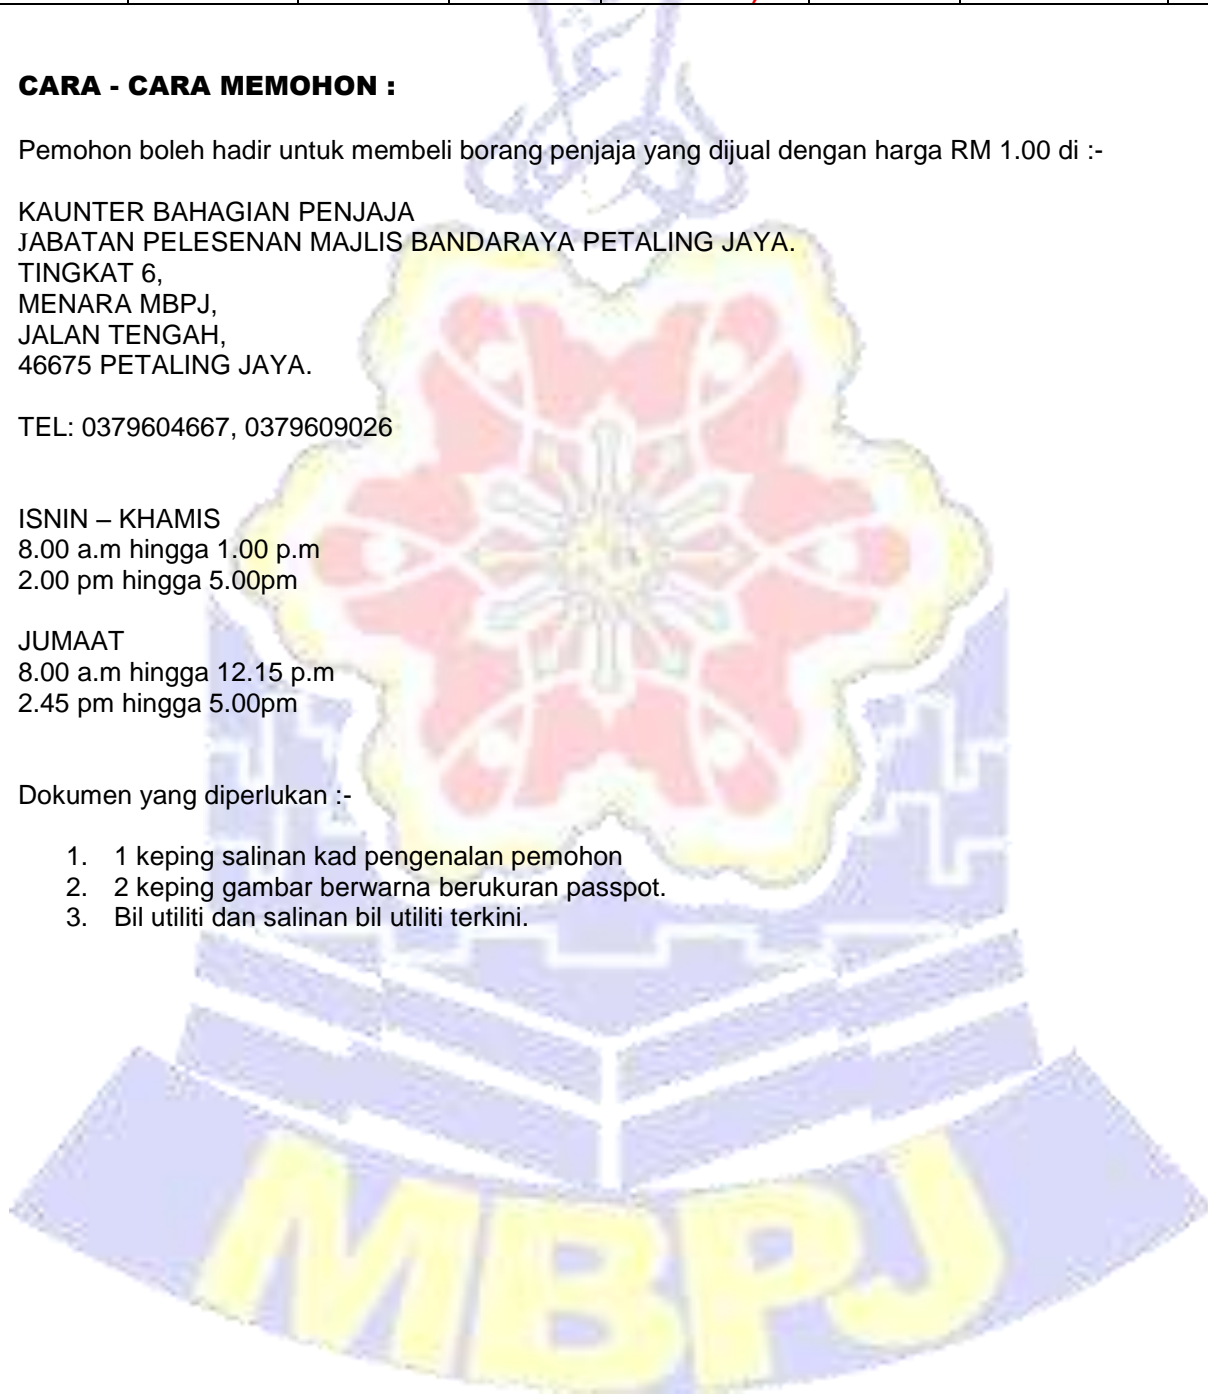 CARA - CARA MEMOHON :
Pemohon boleh hadir untuk membeli borang penjaja yang dijual dengan harga RM 1.00 di :-
KAUNTER BAHAGIAN PENJAJA
JABATAN PELESENAN MAJLIS BANDARAYA PETALING JAYA.
TINGKAT 6,
MENARA MBPJ,
JALAN TENGAH,
46675 PETALING JAYA.
TEL: 0379604667, 0379609026
ISNIN – KHAMIS
8.00 a.m hingga 1.00 p.m
2.00 pm hingga 5.00pm
JUMAAT
8.00 a.m hingga 12.15 p.m
2.45 pm hingga 5.00pm
Dokumen yang diperlukan :-
1. 1 keping salinan kad pengenalan pemohon
2. 2 keping gambar berwarna berukuran passpot.
3. Bil utiliti dan salinan bil utiliti terkini.
MBPJ